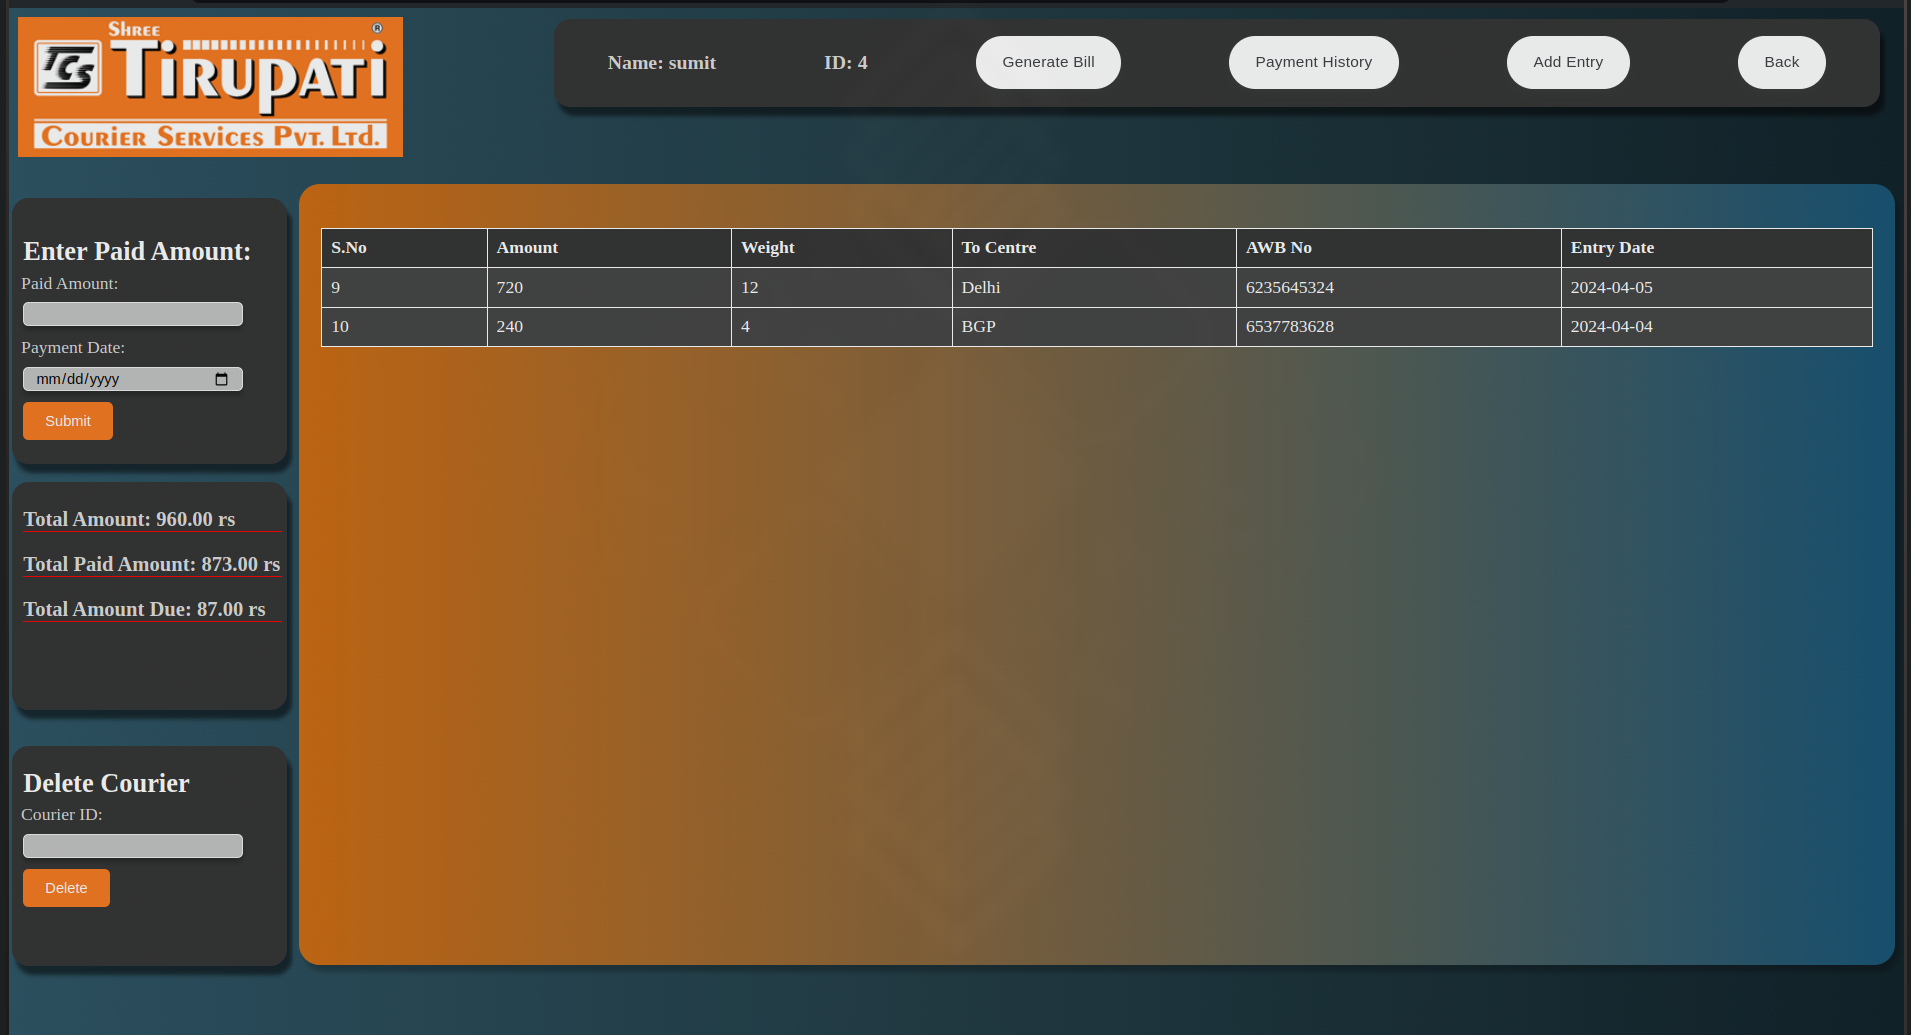 SHREE
TIRUPATI ®
TCS
COURIER SERVICES PVT. LTD.
Name: sumit ID: 4 Generate Bill Payment History Add Entry Back
Enter Paid Amount:
Paid Amount:
Payment Date:
mm/dd/yyyy
Submit
Total Amount: 960.00 rs
Total Paid Amount: 873.00 rs
Total Amount Due: 87.00 rs
Delete Courier
Courier ID:
Delete
S.No Amount Weight To Centre AWB No Entry Date
9 720 12 Delhi 6235645324 2024-04-05
10 240 4 BGP 6537783628 2024-04-04